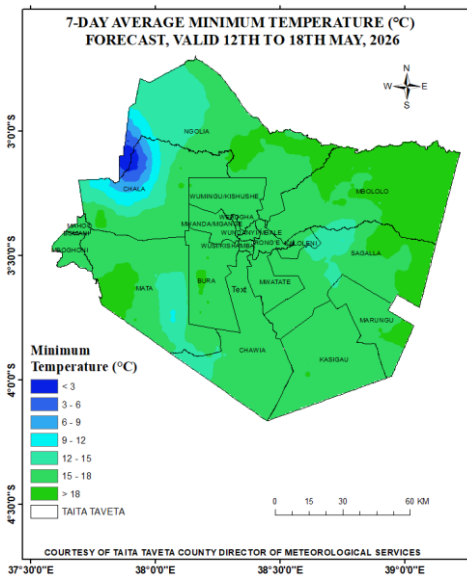 7-DAY AVERAGE MINIMUM TEMPERATURE (°C)
FORECAST, VALID 12TH TO 18TH MAY, 2026
N
W E
S
3°0'0"S
3°30'0"S
4°0'0"S
4°30'0"S
NGOLIA
CHALA
WUMINGU/KISHUSHE
MBOLOLO
WERUGHA
MWANDA/MGANGE
MAHOO
MBOGHONI
RONG'E
SAGALLA
MATA
BURA
Text
MWATATE
MARUNGU
CHAWIA
KASIGAU
Minimum
Temperature (°C)
< 3
3 - 6
6 - 9
9 - 12
12 - 15
15 - 18
> 18
TAITA TAVETA
0 15 30 60 KM
COURTESY OF TAITA TAVETA COUNTY DIRECTOR OF METEOROLOGICAL SERVICES
37°30'0"E 38°0'0"E 38°30'0"E 39°0'0"E